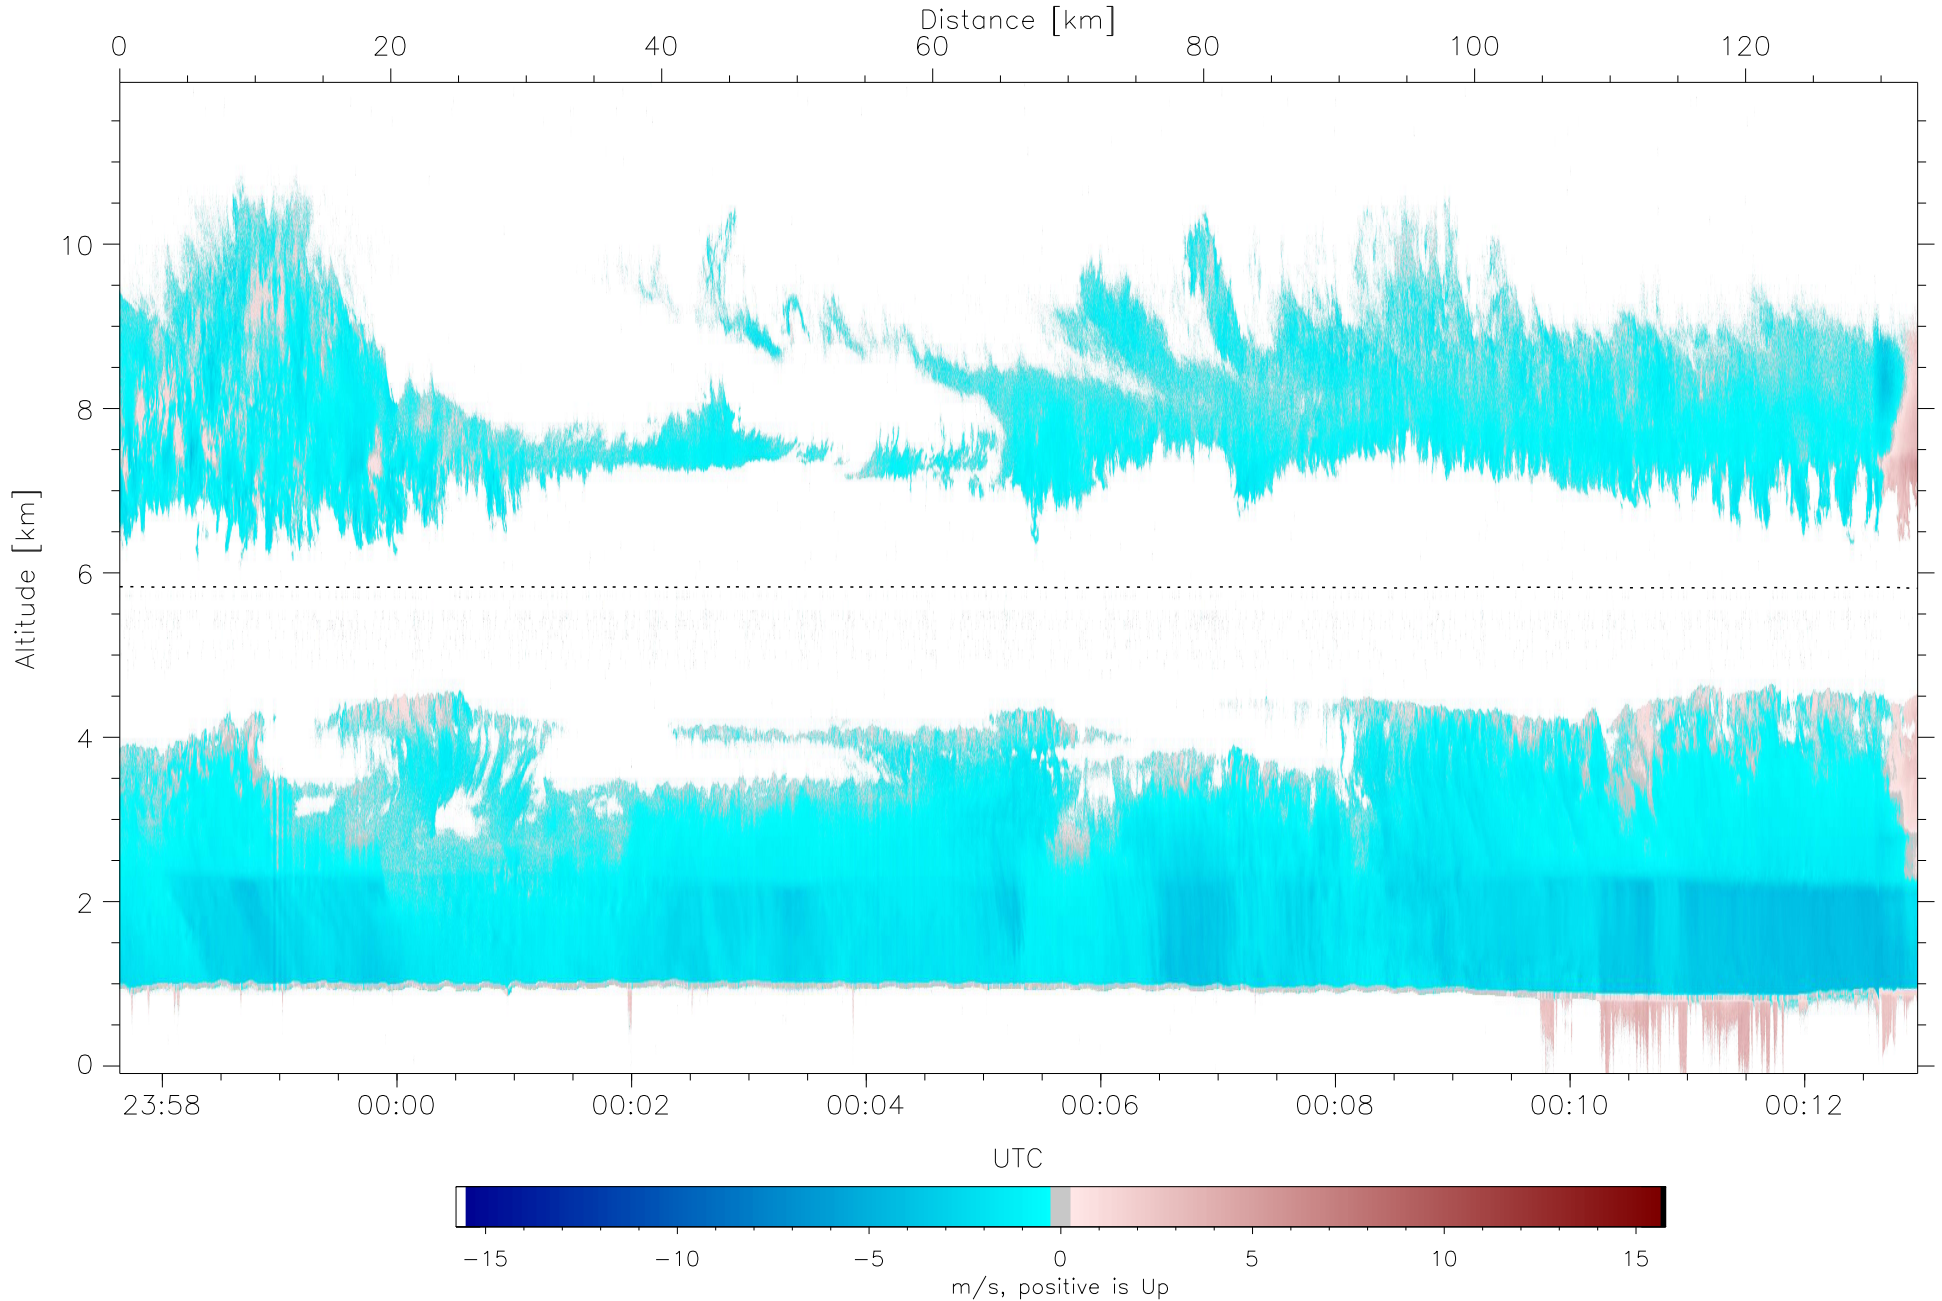 Distance [km]
0 20 40 60 80 100 120
10
8
6
4
2
0
Altitude [km]
23:58 00:00 00:02 00:04 00:06 00:08 00:10 00:12
UTC
−15 −10 −5 0 5 10 15
m/s, positive is Up